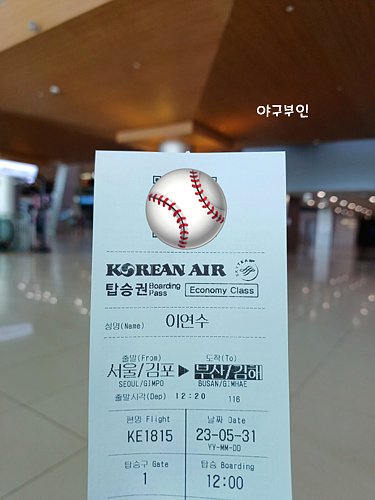 야구부인
KOREAN AIR
SKYTEAM
탑승권 Boarding Pass Economy Class
성명(Name) 이연수
출발(From) 도착(To)
서울/김포 ▶ 부산/김해
SEOUL/GIMPO BUSAN/GIMHAE
출발시각(Dep) 12:20 116
편명 Flight 날짜 Date
KE1815 23-05-31
YY-MM-DD
탑승구 Gate 탑승 Boarding
1 12:00